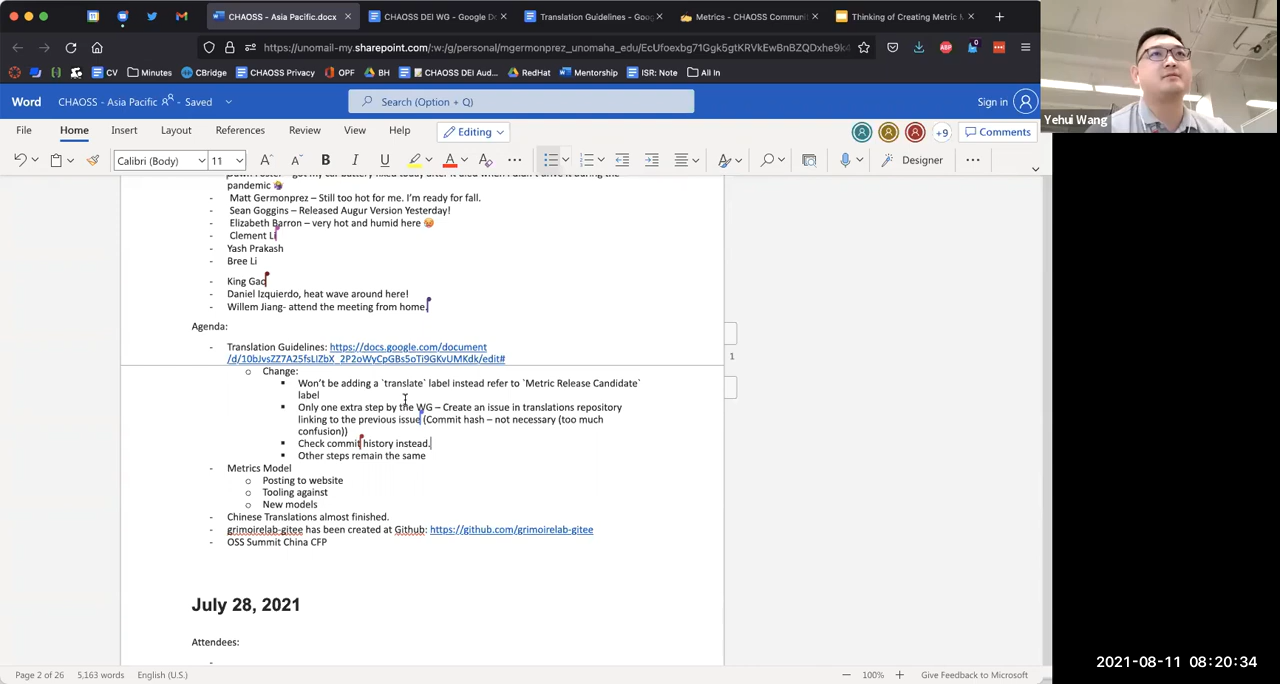 CHAOSS - Asia Pacific.docx
CHAOSS DEI WG - Google D
Translation Guidelines - Goog
Metrics - CHAOSS Communi
Thinking of Creating Metric M
CV
Minutes
CBridge
CHAOSS Privacy
OPF
BH
CHAOSS DEI Aud...
RedHat
Mentorship
ISR: Note
All In
Word
CHAOSS - Asia Pacific - Saved
Search (Option + Q)
Sign in
File
Home
Insert
Layout
References
Review
View
Help
Editing
+9
Comments
Calibri (Body)
11
B
I
U
Designer
pandemic
- Matt Germonprez – Still too hot for me. I'm ready for fall.
- Sean Goggins – Released Augur Version Yesterday!
- Elizabeth Barron – very hot and humid here
- Clement Li
- Yash Prakash
- Bree Li
- King Gao
- Daniel Izquierdo, heat wave around here!
- Willem Jiang- attend the meeting from home.
Agenda:
- Translation Guidelines: https://docs.google.com/document
o Change:
▪ Won't be adding a `translate` label instead refer to `Metric Release Candidate`
label
▪ Only one extra step by the WG – Create an issue in translations repository
linking to the previous issue (Commit hash – not necessary (too much
confusion))
▪ Check commit history instead.
▪ Other steps remain the same
- Metrics Model
o Posting to website
o Tooling against
o New models
- Chinese Translations almost finished.
- grimoirelab-gitee has been created at Github: https://github.com/grimoirelab-gitee
- OSS Summit China CFP
July 28, 2021
Attendees:
-
1
Page 2 of 26
5,163 words
English (U.S.)
100%
Give Feedback to Microsoft
Yehui Wang
2021-08-11 08:20:34